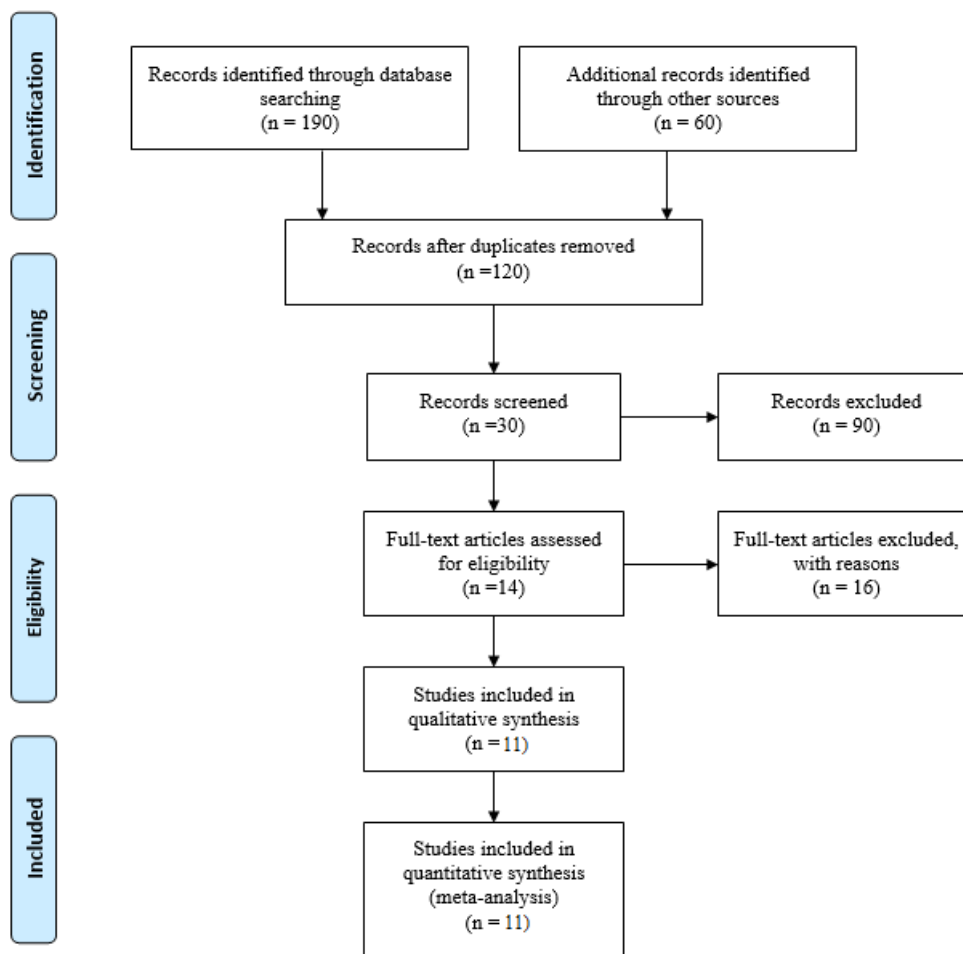 Identification
Records identified through database
searching
(n = 190)
Additional records identified
through other sources
(n = 60)
Records after duplicates removed
(n =120)
Screening
Records screened
(n =30)
Records excluded
(n = 90)
Eligibility
Full-text articles assessed
for eligibility
(n =14)
Full-text articles excluded,
with reasons
(n = 16)
Studies included in
qualitative synthesis
(n = 11)
Included
Studies included in
quantitative synthesis
(meta-analysis)
(n = 11)